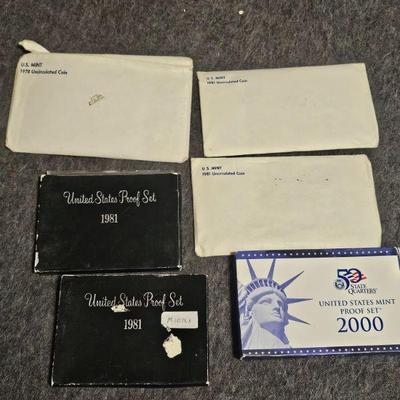 U.S. MINT
1978 Uncirculated Coin
U.S. MINT
1981 Uncirculated Coin
U.S. MINT
1981 Uncirculated Coin
United States Proof Set
1981
United States Proof Set
1981
50
STATE
QUARTERS
UNITED STATES MINT
PROOF SET
2000